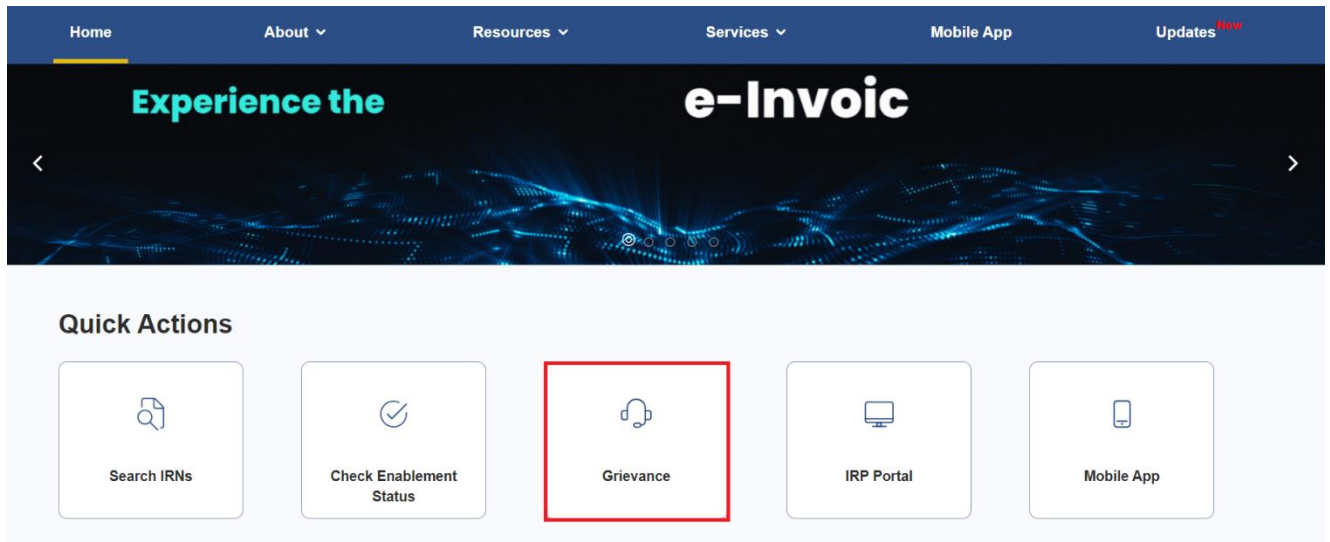 Home About Resources Services Mobile App Updates New
Experience the e-Invoic
Quick Actions
Search IRNs Check Enablement Status Grievance IRP Portal Mobile App